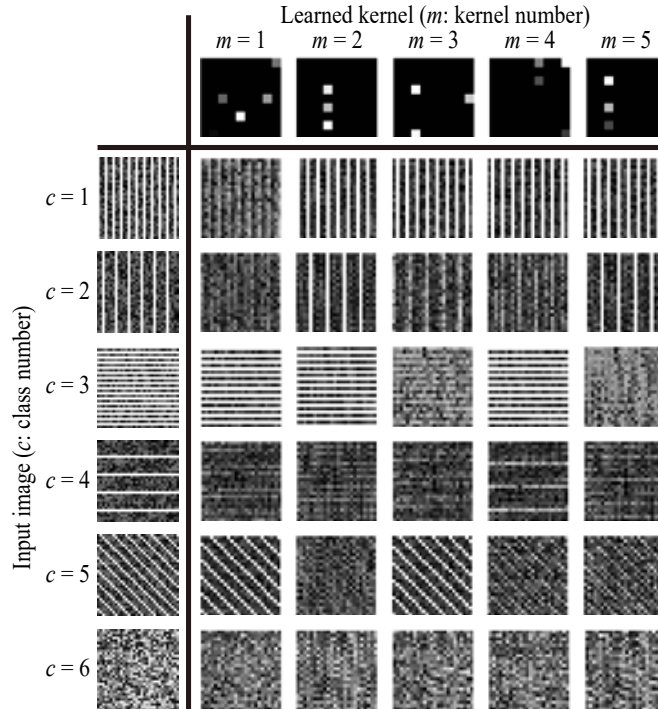 Learned kernel (m: kernel number)
m = 1 m = 2 m = 3 m = 4 m = 5
Input image (c: class number)
c = 1
c = 2
c = 3
c = 4
c = 5
c = 6